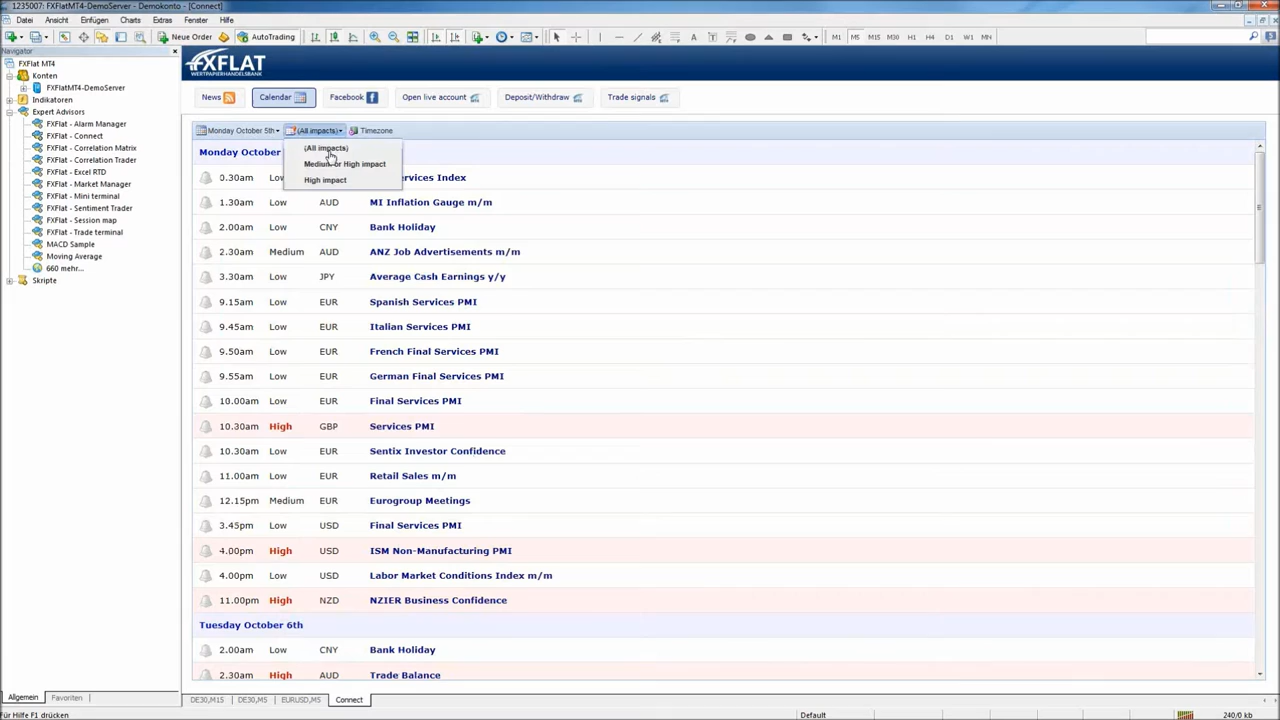 1235007: FXFlatMT4-DemoServer - Demokonto - [Connect]
Datei Ansicht Einfügen Charts Extras Fenster Hilfe
Neue Order AutoTrading M1 M5 M15 M30 H1 H4 D1 W1 MN
Navigator
FXFlat MT4
Konten
FXFlatMT4-DemoServer
Indikatoren
Expert Advisors
FXFlat - Alarm Manager
FXFlat - Connect
FXFlat - Correlation Matrix
FXFlat - Correlation Trader
FXFlat - Excel RTD
FXFlat - Market Manager
FXFlat - Mini terminal
FXFlat - Sentiment Trader
FXFlat - Session map
FXFlat - Trade terminal
MACD Sample
Moving Average
660 mehr...
Skripte
Allgemein Favoriten
FXFLAT
WERTPAPIERHANDELSBANK
News Calendar Facebook Open live account Deposit/Withdraw Trade signals
Monday October 5th (All impacts) Timezone
(All impacts)
Medium or High impact
High impact
Monday October
0.30am Low Services Index
1.30am Low AUD MI Inflation Gauge m/m
2.00am Low CNY Bank Holiday
2.30am Medium AUD ANZ Job Advertisements m/m
3.30am Low JPY Average Cash Earnings y/y
9.15am Low EUR Spanish Services PMI
9.45am Low EUR Italian Services PMI
9.50am Low EUR French Final Services PMI
9.55am Low EUR German Final Services PMI
10.00am Low EUR Final Services PMI
10.30am High GBP Services PMI
10.30am Low EUR Sentix Investor Confidence
11.00am Low EUR Retail Sales m/m
12.15pm Medium EUR Eurogroup Meetings
3.45pm Low USD Final Services PMI
4.00pm High USD ISM Non-Manufacturing PMI
4.00pm Low USD Labor Market Conditions Index m/m
11.00pm High NZD NZIER Business Confidence
Tuesday October 6th
2.00am Low CNY Bank Holiday
2.30am High AUD Trade Balance
DE30,M15 DE30,M5 EURUSD,M5 Connect
Für Hilfe F1 drücken Default 240/0 kb